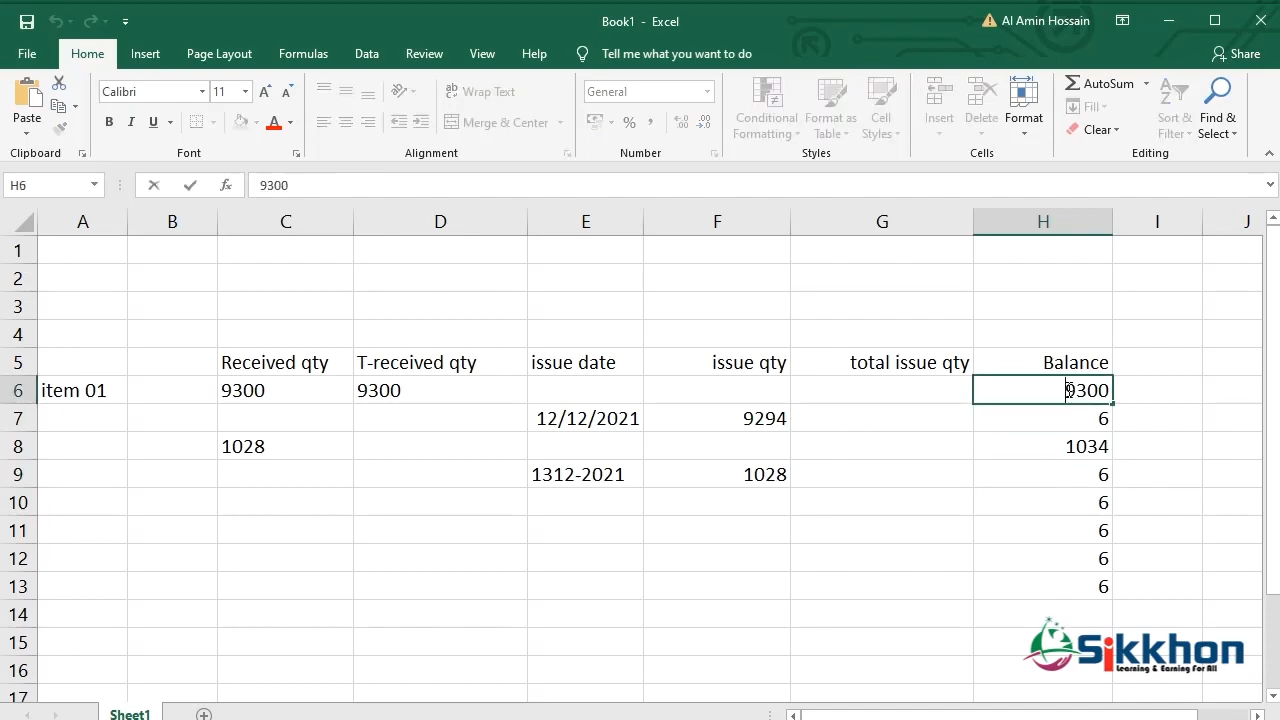 Book1 - Excel
Al Amin Hossain
File Home Insert Page Layout Formulas Data Review View Help Tell me what you want to do Share
Paste
Clipboard
Calibri 11
B I U
Font
Wrap Text
Merge & Center
Alignment
General
%
Number
Conditional Formatting
Format as Table
Cell Styles
Styles
Insert Delete Format
Cells
AutoSum
Fill
Clear
Sort & Filter
Find & Select
Editing
H6 fx 9300
A B C D E F G H I J
1
2
3
4
5 Received qty T-received qty issue date issue qty total issue qty Balance
6 item 01 9300 9300 9300
7 12/12/2021 9294 6
8 1028 1034
9 1312-2021 1028 6
10 6
11 6
12 6
13 6
14
15
16
17
Sikkhon
Learning & Earning For All
Sheet1